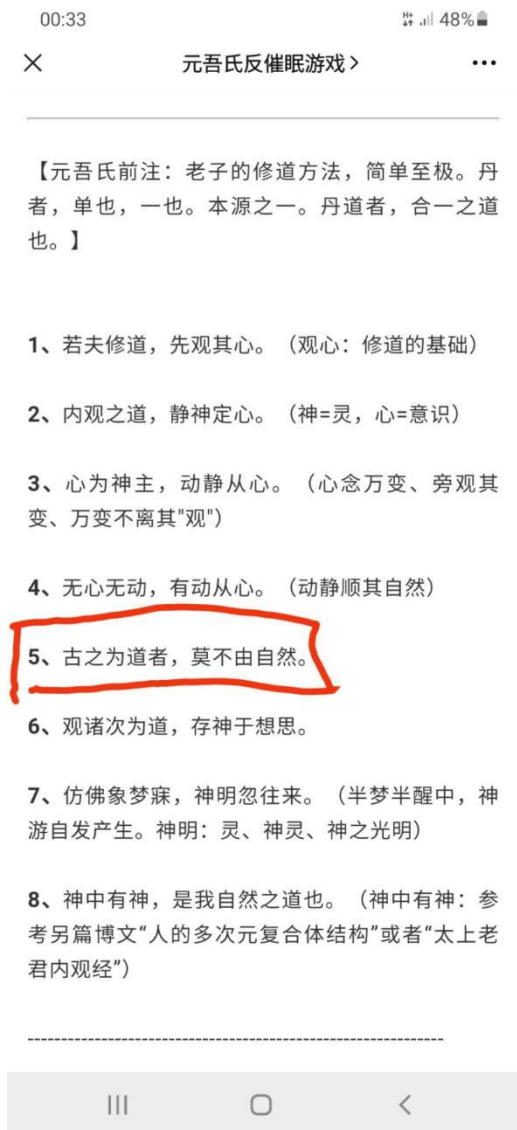 00:33
48%
元吾氏反催眠游戏
【元吾氏前注：老子的修道方法，简单至极。丹
者，单也，一也。本源之一。丹道者，合一之道
也。】
1、若夫修道，先观其心。（观心：修道的基础）
2、内观之道，静神定心。（神=灵，心=意识）
3、心为神主，动静从心。（心念万变、旁观其
变、万变不离其"观"）
4、无心无动，有动从心。（动静顺其自然）
5、古之为道者，莫不由自然。
6、观诸次为道，存神于想思。
7、仿佛象梦寐，神明忽往来。（半梦半醒中，神
游自发产生。神明：灵、神灵、神之光明）
8、神中有神，是我自然之道也。（神中有神：参
考另篇博文“人的多次元复合体结构”或者“太上老
君内观经”）